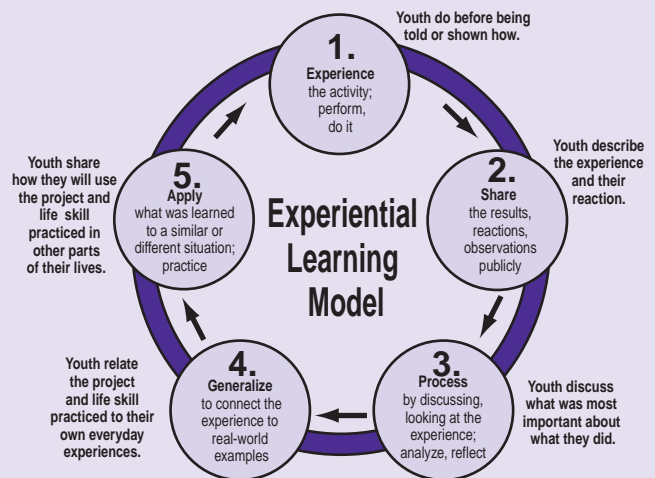 Youth do before being
told or shown how.
1.
Experience
the activity;
perform,
do it
Youth describe
the experience
and their
reaction.
2.
Share
the results,
reactions,
observations
publicly
Youth discuss
what was most
important about
what they did.
3.
Process
by discussing,
looking at the
experience;
analyze, reflect
Youth relate
the project
and life skill
practiced to their
own everyday
experiences.
4.
Generalize
to connect the
experience to
real-world
examples
Youth share
how they will use
the project and
life skill
practiced in
other parts
of their lives.
5.
Apply
what was learned
to a similar or
different situation;
practice
Experiential
Learning
Model